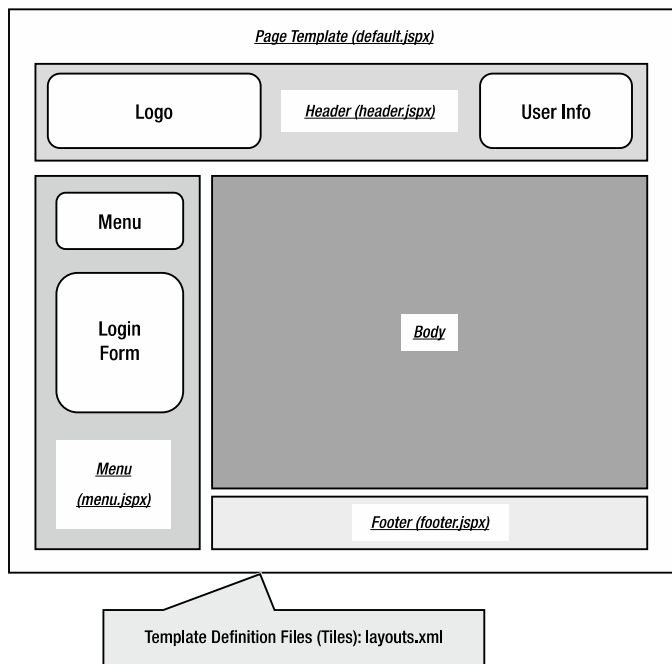 Page Template (default.jspx)
Logo
Header (header.jspx)
User Info
Menu
Login
Form
Menu
(menu.jspx)
Body
Footer (footer.jspx)
Template Definition Files (Tiles): layouts.xml